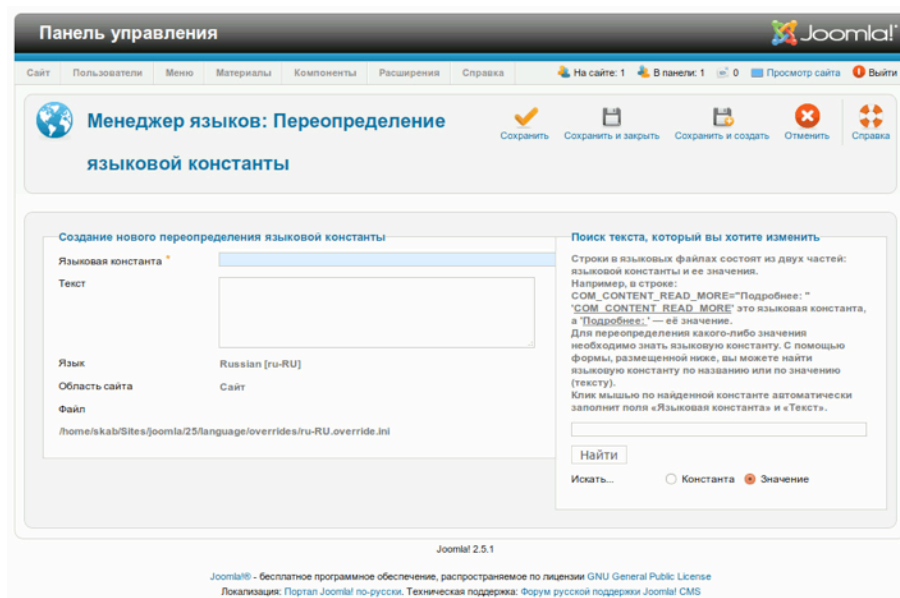 Панель управления
Joomla!
Сайт Пользователи Меню Материалы Компоненты Расширения Справка На сайте: 1 В панели: 1 0 Просмотр сайта Выйти
Менеджер языков: Переопределение
языковой константы
Сохранить Сохранить и закрыть Сохранить и создать Отменить Справка
Создание нового переопределения языковой константы
Языковая константа *
Текст
Язык Russian [ru-RU]
Область сайта Сайт
Файл
/home/skab/Sites/joomla/25/language/overrides/ru-RU.override.ini
Поиск текста, который вы хотите изменить
Строки в языковых файлах состоят из двух частей:
языковой константы и ее значения.
Например, в строке:
COM_CONTENT_READ_MORE="Подробнее: "
'COM_CONTENT_READ_MORE' это языковая константа,
а 'Подробнее: ' — её значение.
Для переопределения какого-либо значения
необходимо знать языковую константу. С помощью
формы, размещенной ниже, вы можете найти
языковую константу по названию или по значению
(тексту).
Клик мышью по найденной константе автоматически
заполнит поля «Языковая константа» и «Текст».
Найти
Искать... Константа Значение
Joomla! 2.5.1
Joomla!® - бесплатное программное обеспечение, распространяемое по лицензии GNU General Public License
Локализация: Портал Joomla! по-русски. Техническая поддержка: Форум русской поддержки Joomla! CMS